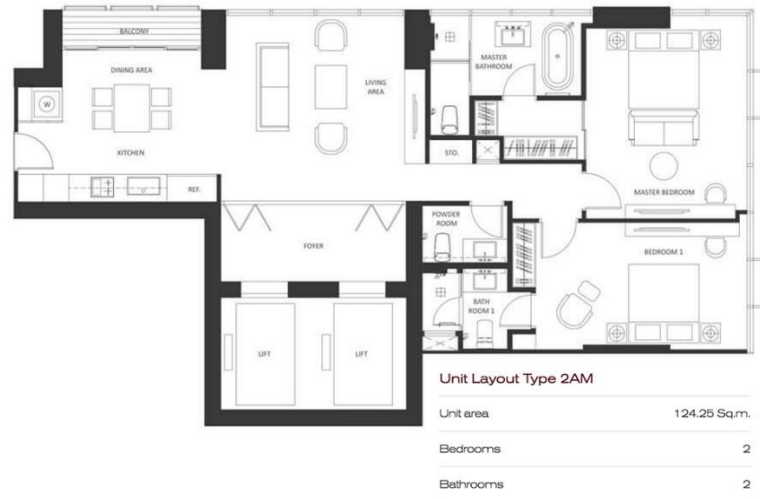 BALCONY
DINING AREA
LIVING
AREA
MASTER
BATHROOM
W
KITCHEN
STO.
REF.
MASTER BEDROOM
POWDER
ROOM
FOYER
BEDROOM 1
BATH
ROOM 1
LIFT
LIFT
Unit Layout Type 2AM
Unit area 124.25 Sq.m.
Bedrooms 2
Bathrooms 2